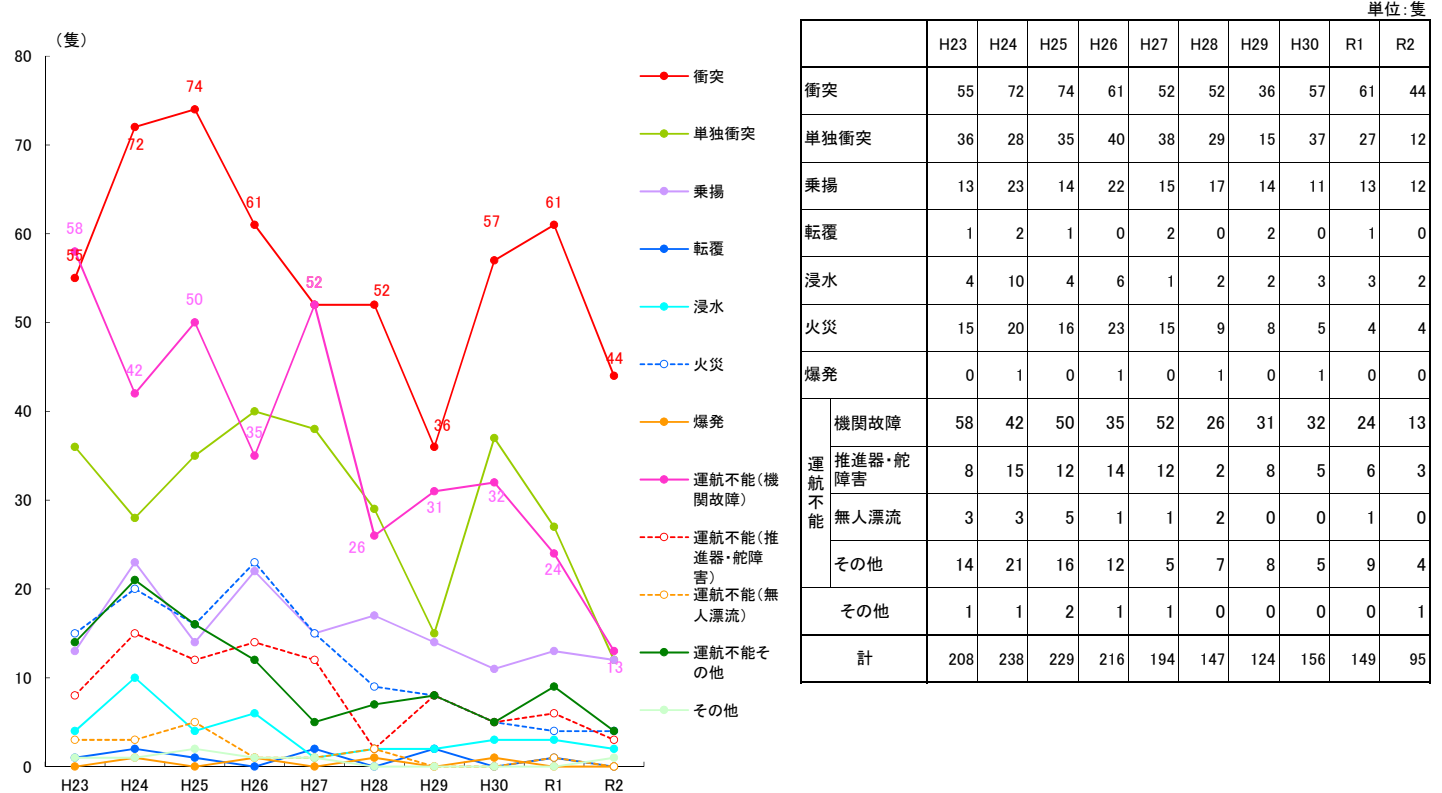 （隻）
80
70
60
50
40
30
20
10
0
H23 H24 H25 H26 H27 H28 H29 H30 R1 R2
55 72 74 61 52 52 36 57 61 44
58 42 50 35 52 26 31 32 24 13
衝突
単独衝突
乗揚
転覆
浸水
火災
爆発
運航不能（機
関故障）
運航不能（推
進器・舵障
害）
運航不能（無
人漂流）
運航不能そ
の他
その他
単位：隻
H23 H24 H25 H26 H27 H28 H29 H30 R1 R2
衝突 55 72 74 61 52 52 36 57 61 44
単独衝突 36 28 35 40 38 29 15 37 27 12
乗揚 13 23 14 22 15 17 14 11 13 12
転覆 1 2 1 0 2 0 2 0 1 0
浸水 4 10 4 6 1 2 2 3 3 2
火災 15 20 16 23 15 9 8 5 4 4
爆発 0 1 0 1 0 1 0 1 0 0
運航不能
機関故障 58 42 50 35 52 26 31 32 24 13
推進器・舵
障害 8 15 12 14 12 2 8 5 6 3
無人漂流 3 3 5 1 1 2 0 0 1 0
その他 14 21 16 12 5 7 8 5 9 4
その他 1 1 2 1 1 0 0 0 0 1
計 208 238 229 216 194 147 124 156 149 95